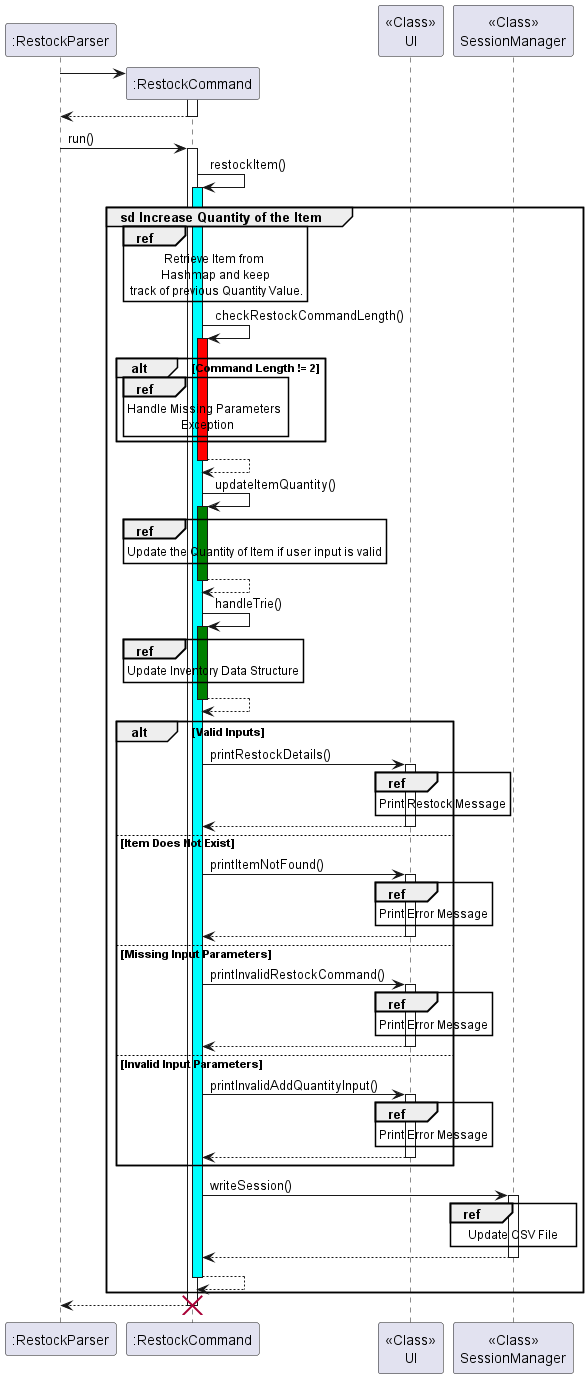 :RestockParser
:RestockCommand
«Class»
UI
«Class»
SessionManager
run()
restockItem()
sd Increase Quantity of the Item
ref
Retrieve Item from
Hashmap and keep
track of previous Quantity Value.
checkRestockCommandLength()
alt [Command Length != 2]
ref
Handle Missing Parameters
Exception
updateItemQuantity()
ref
Update the Quantity of Item if user input is valid
handleTrie()
ref
Update Inventory Data Structure
alt [Valid Inputs]
printRestockDetails()
ref
Print Restock Message
[Item Does Not Exist]
printItemNotFound()
ref
Print Error Message
[Missing Input Parameters]
printInvalidRestockCommand()
ref
Print Error Message
[Invalid Input Parameters]
printInvalidAddQuantityInput()
ref
Print Error Message
writeSession()
ref
Update CSV File
:RestockParser
:RestockCommand
«Class»
UI
«Class»
SessionManager